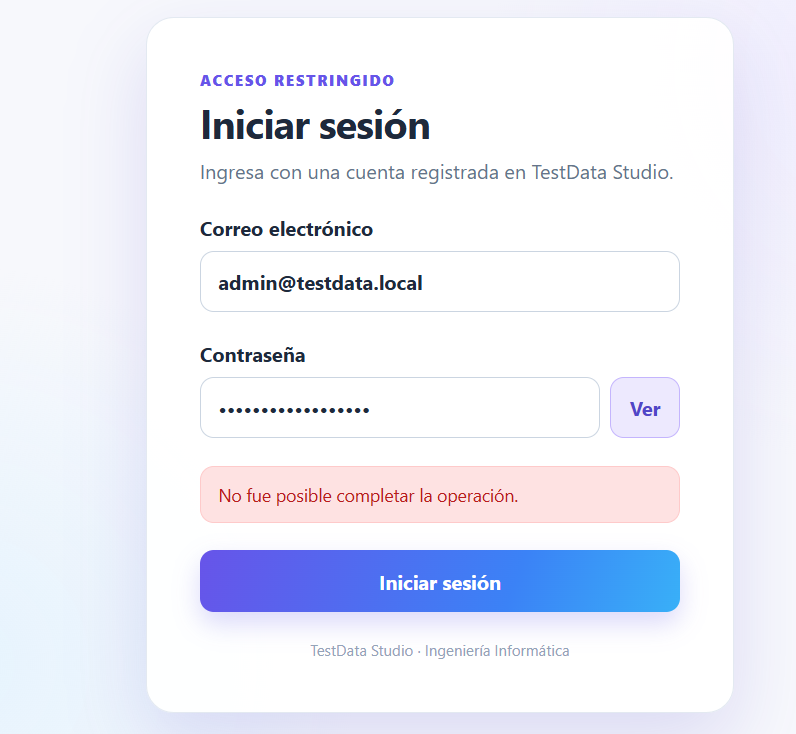 ACCESO RESTRINGIDO
Iniciar sesión
Ingresa con una cuenta registrada en TestData Studio.
Correo electrónico
admin@testdata.local
Contraseña
••••••••••••••••••
Ver
No fue posible completar la operación.
Iniciar sesión
TestData Studio · Ingeniería Informática